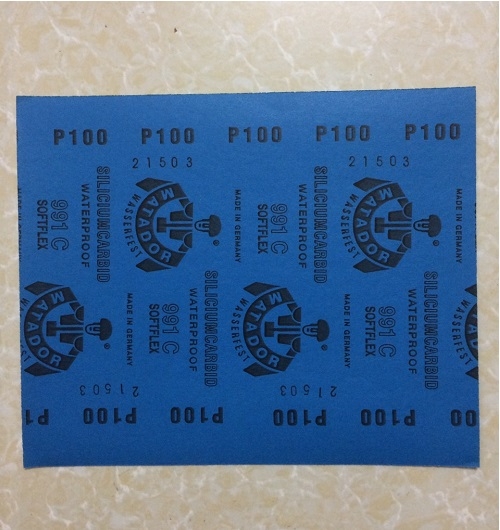 P100 P100 P100 P100 P100
21503 21503
MATADOR
WASSERFEST
®
SILICIUMCARBID
WATERPROOF
991 C
SOFTFLEX
MADE IN GERMANY
MATADOR
WASSERFEST
®
SILICIUMCARBID
WATERPROOF
991 C
SOFTFLEX
MADE IN GERMANY
MATADOR
WASSERFEST
®
SILICIUMCARBID
WATERPROOF
991 C
SOFTFLEX
MADE IN GERMANY
MATADOR
WASSERFEST
®
SILICIUMCARBID
WATERPROOF
991 C
SOFTFLEX
MADE IN GERMANY
21503 21503
P100 P100 P100 P100